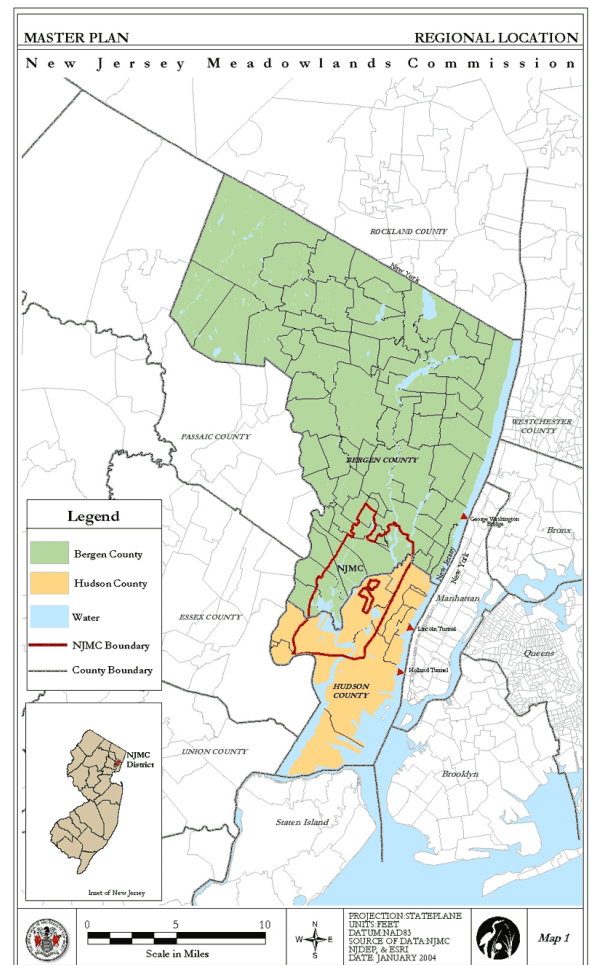 MASTER PLAN
REGIONAL LOCATION
New Jersey Meadowlands Commission
ROCKLAND COUNTY
New York
WESTCHESTER
COUNTY
PASSAIC COUNTY
BERGEN COUNTY
George Washington
Bridge
Bronx
New Jersey
New York
NJMC
Manhattan
ESSEX COUNTY
Lincoln Tunnel
Queens
Holland Tunnel
HUDSON
COUNTY
UNION COUNTY
Brooklyn
Staten Island
Legend
Bergen County
Hudson County
Water
NJMC Boundary
County Boundary
NJMC
District
Inset of New Jersey
0 5 10
Scale in Miles
N
W E
S
PROJECTION:STATEPLANE
UNITS:FEET
DATUM:NAD83
SOURCE OF DATA:NJMC
NJDEP, & ESRI
DATE: JANUARY 2004
Map 1